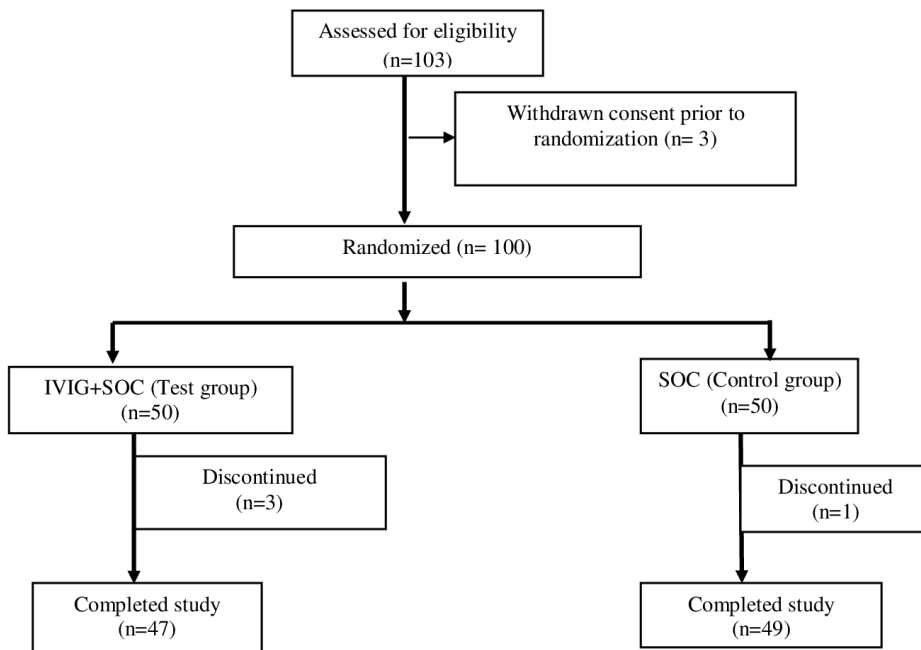 Assessed for eligibility
(n=103)
Withdrawn consent prior to
randomization (n= 3)
Randomized (n= 100)
IVIG+SOC (Test group)
(n=50)
SOC (Control group)
(n=50)
Discontinued
(n=3)
Discontinued
(n=1)
Completed study
(n=47)
Completed study
(n=49)